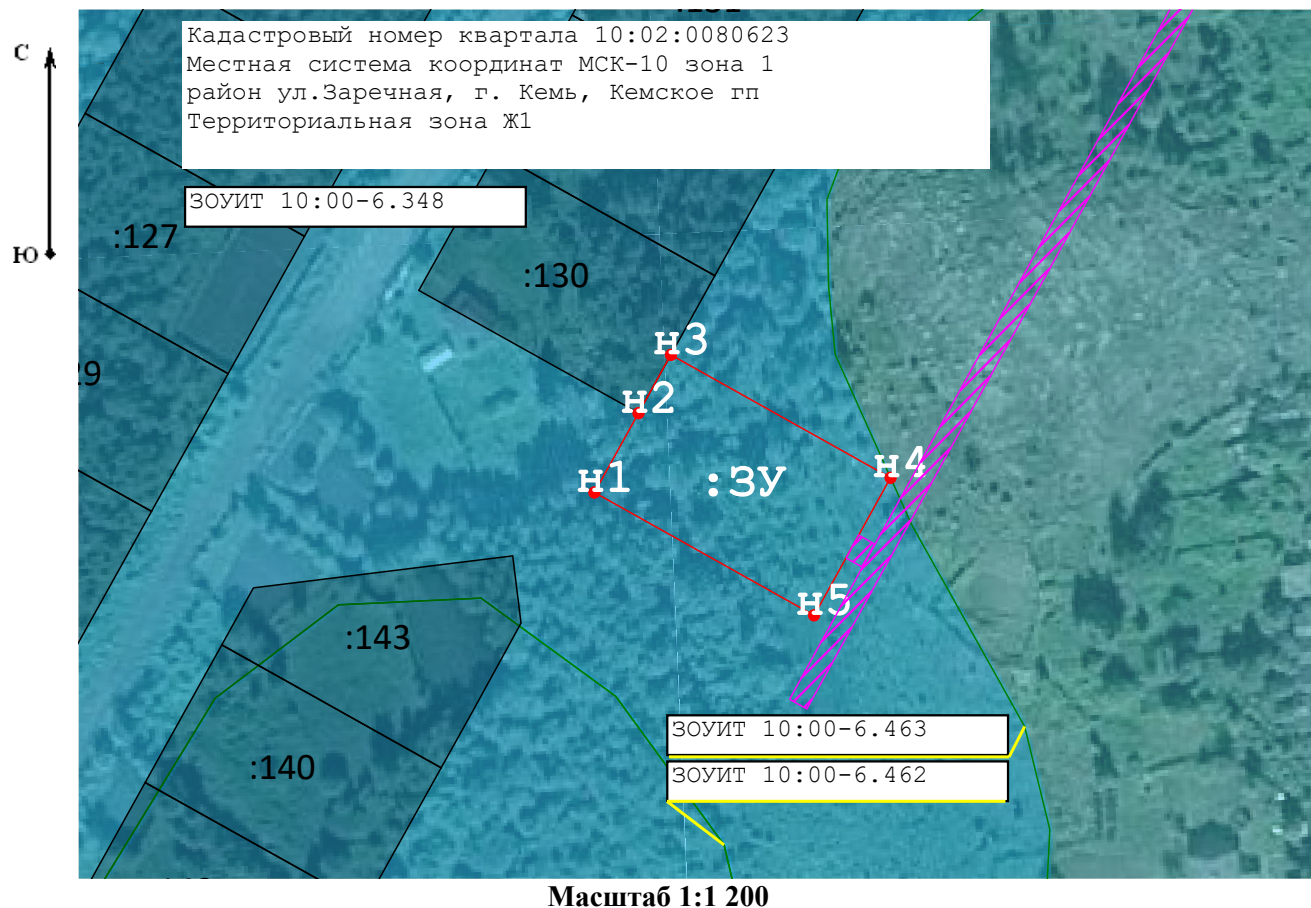 С
Ю
Кадастровый номер квартала 10:02:0080623
Местная система координат МСК-10 зона 1
район ул.Заречная, г. Кемь, Кемское гп
Территориальная зона Ж1
ЗОУИТ 10:00-6.348
:127
:130
н3
н2
н1
:ЗУ
н4
н5
:143
:140
ЗОУИТ 10:00-6.463
ЗОУИТ 10:00-6.462
Масштаб 1:1 200